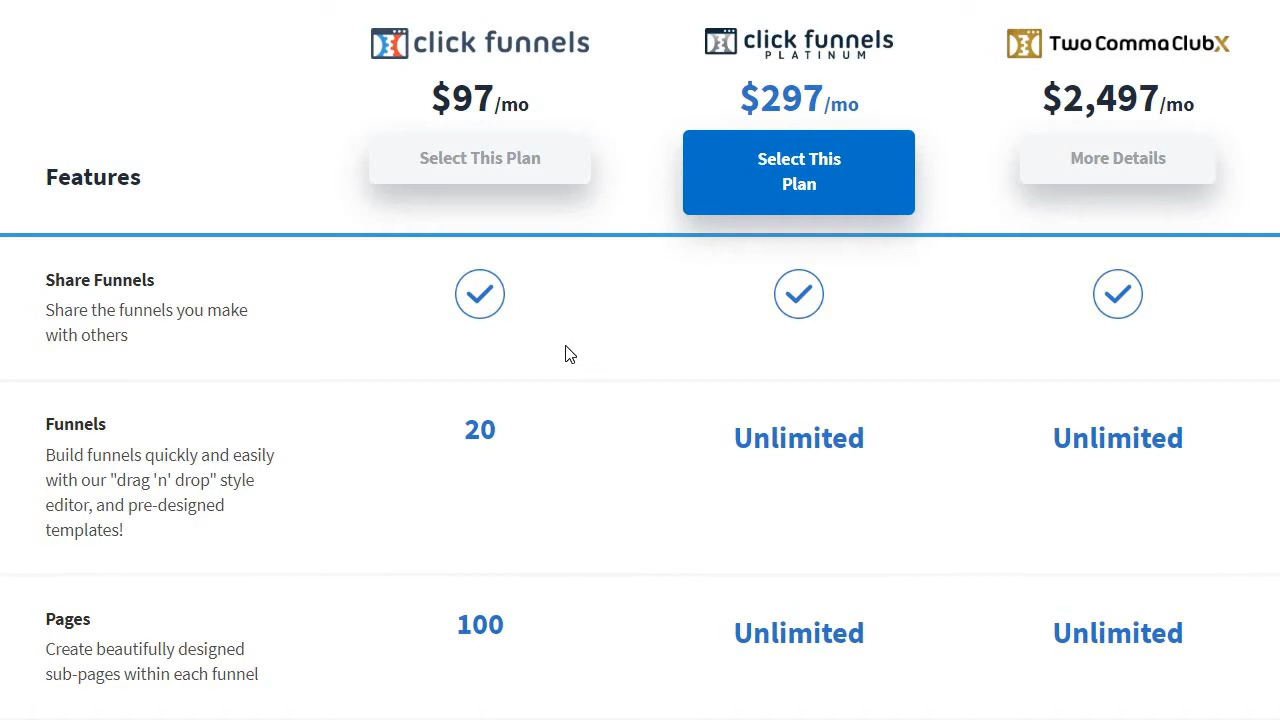 click funnels
click funnels
PLATINUM
Two Comma ClubX
$97/mo
$297/mo
$2,497/mo
Select This Plan
Select This
Plan
More Details
Features
Share Funnels
Share the funnels you make
with others
Funnels
Build funnels quickly and easily
with our "drag 'n' drop" style
editor, and pre-designed
templates!
20
Unlimited
Unlimited
Pages
Create beautifully designed
sub-pages within each funnel
100
Unlimited
Unlimited